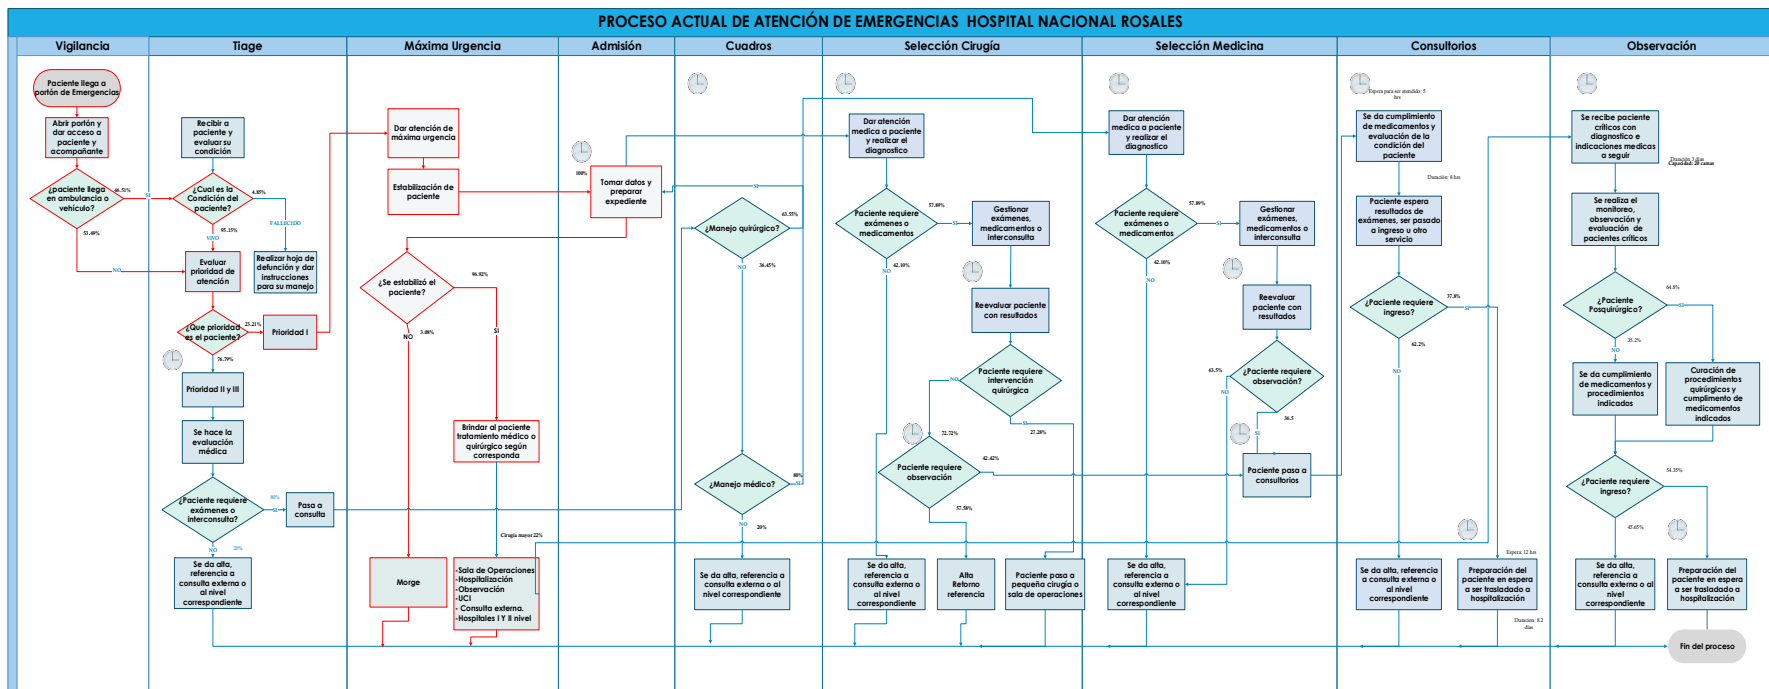 PROCESO ACTUAL DE ATENCIÓN DE EMERGENCIAS HOSPITAL NACIONAL ROSALES
Vigilancia
Tiage
Máxima Urgencia
Admisión
Cuadros
Selección Cirugía
Selección Medicina
Consultorios
Observación
Paciente llega a
portón de Emergencias
Abrir portón y
dar acceso a
paciente y
acompañante
¿paciente llega
en ambulancia o
vehículo?
46.51%
SI
53.49%
NO
Recibir a
paciente y
evaluar su
condición
¿Cual es la
Condición del
paciente?
4.85%
FALLECIDO
95.15%
VIVO
Evaluar
prioridad de
atención
Realizar hoja de
defunción y dar
instrucciones
para su manejo
¿Que prioridad
es el paciente?
23.21%
Prioridad I
76.79%
Prioridad II y III
Se hace la
evaluación
médica
¿Paciente requiere
exámenes o
interconsulta?
80%
SI
Pasa a
consulta
NO
20%
Se da alta,
referencia a
consulta externa o
al nivel
correspondiente
Dar atención de
máxima urgencia
Estabilización de
paciente
¿Se estabilizó el
paciente?
96.92%
SI
NO
3.08%
Brindar al paciente
tratamiento médico o
quirúrgico según
corresponda
Cirugía mayor 22%
Morge
-Sala de Operaciones
-Hospitalización
-Observación
-UCI
- Consulta externa.
-Hospitales I Y II nivel
100%
Tomar datos y
preparar
expediente
SI
63.55%
¿Manejo quirúrgico?
NO
36.45%
¿Manejo médico?
80%
SI
NO
20%
Se da alta, referencia a
consulta externa o al
nivel correspondiente
Dar atención
medica a paciente
y realizar el
diagnostico
Paciente requiere
exámenes o
medicamentos
57.89%
SI
Gestionar
exámenes,
medicamentos o
interconsulta
NO
42.10%
Reevaluar paciente
con resultados
Paciente requiere
intervención
quirúrgica
NO
SI
27.28%
72.72%
Paciente requiere
observación
42.42%
57.58%
Se da alta,
referencia a
consulta externa o
al nivel
correspondiente
Alta
Retorno
referencia
Paciente pasa a
pequeña cirugía o
sala de operaciones
Dar atención
medica a paciente
y realizar el
diagnostico
Paciente requiere
exámenes o
medicamentos
57.89%
SI
Gestionar
exámenes,
medicamentos o
interconsulta
42.10%
NO
Reevaluar
paciente con
resultados
¿Paciente requiere
observación?
63.5%
NO
36.5
SI
Paciente pasa a
consultorios
Se da alta,
referencia a
consulta externa o
al nivel
correspondiente
Espera para ser atendido: 5
hrs
Se da cumplimiento
de medicamentos y
evaluación de la
condición del
paciente
Duración: 8 hrs
Paciente espera
resultados de
exámenes, ser pasado
a ingreso u otro
servicio
¿Paciente requiere
ingreso?
37.8%
SI
62.2%
NO
Espera: 12 hrs
Se da alta, referencia
a consulta externa o
al nivel
correspondiente
Preparación del
paciente en espera
a ser trasladado a
hospitalización
Duracion: 8.2
días
Se recibe paciente
críticos con
diagnostico e
indicaciones medicas
a seguir
Duración 3 días
Capacidad: 20 camas
Se realiza el
monitoreo,
observación y
evaluación de
pacientes críticos
¿Paciente
Posquirúrgico?
64.8%
SI
35.2%
NO
Se da cumplimiento
de medicamentos y
procedimientos
indicados
Curación de
procedimientos
quirúrgicos y
cumplimiento de
medicamentos
indicados
¿Paciente requiere
ingreso?
54.35%
SI
45.65%
NO
Se da alta,
referencia a
consulta externa o al
nivel
correspondiente
Preparación del
paciente en espera
a ser trasladado a
hospitalización
Fin del proceso